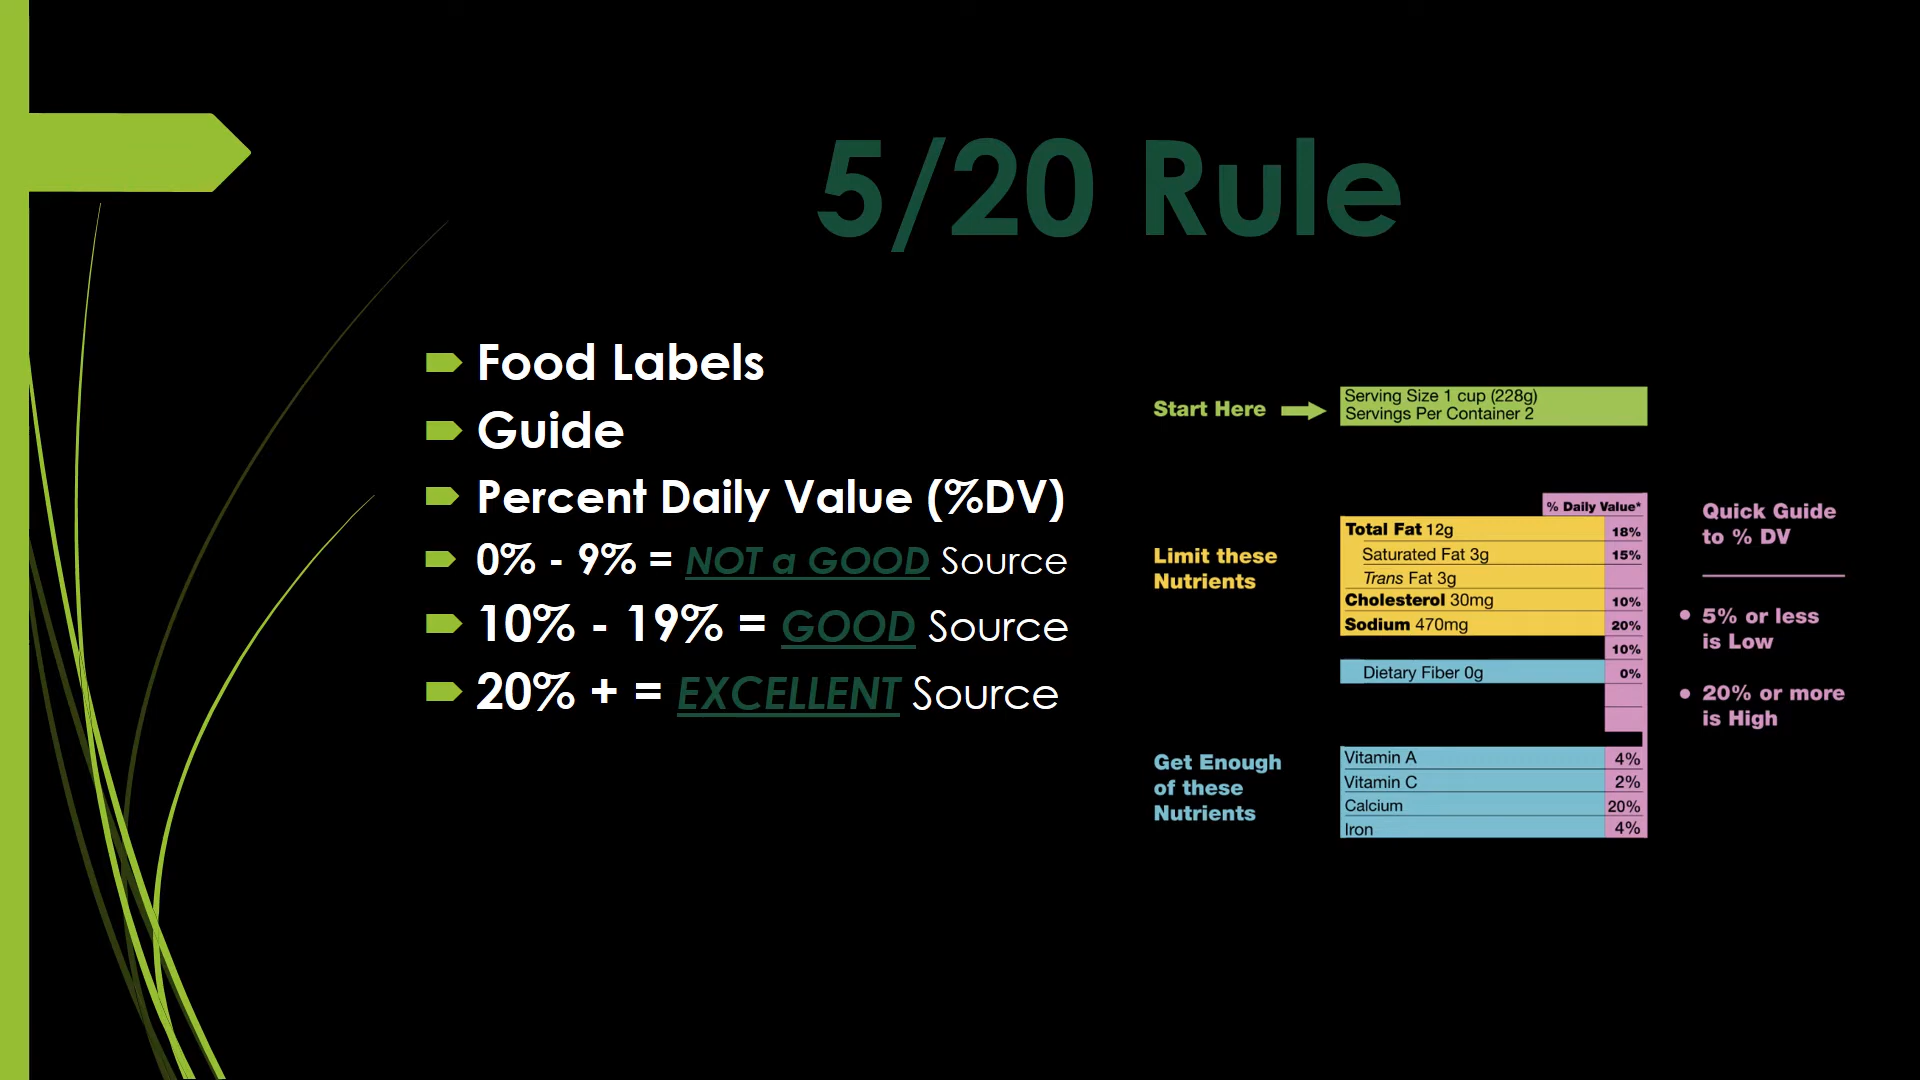 5/20 Rule
Food Labels
Guide
Percent Daily Value (%DV)
0% - 9% = NOT a GOOD Source
10% - 19% = GOOD Source
20% + = EXCELLENT Source
Start Here
Serving Size 1 cup (228g)
Servings Per Container 2
% Daily Value*
Limit these
Nutrients
Total Fat 12g 18%
Saturated Fat 3g 15%
Trans Fat 3g
Cholesterol 30mg 10%
Sodium 470mg 20%
10%
Dietary Fiber 0g 0%
Get Enough
of these
Nutrients
Vitamin A 4%
Vitamin C 2%
Calcium 20%
Iron 4%
Quick Guide
to % DV
• 5% or less
is Low
• 20% or more
is High